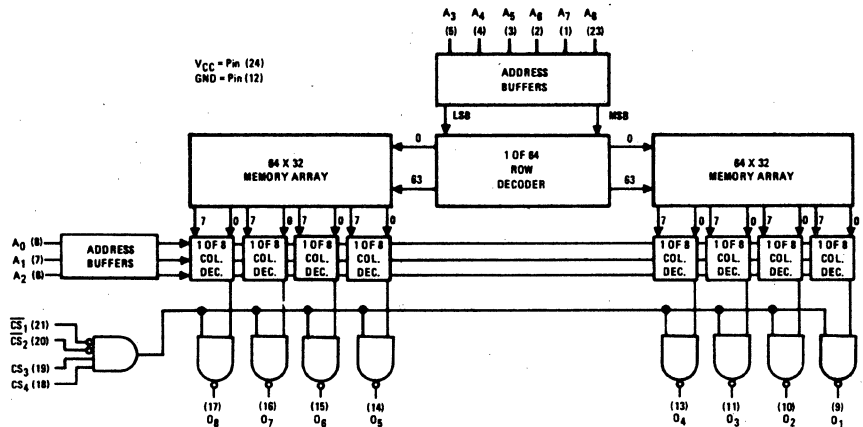 A3 A4 A5 A6 A7 A8
(5) (4) (3) (2) (1) (23)
VCC = Pin (24)
GND = Pin (12)
ADDRESS
BUFFERS
LSB MSB
0 0
64 X 32
MEMORY ARRAY
1 OF 64
ROW
DECODER
64 X 32
MEMORY ARRAY
63 63
7 0 7 0 7 0 7 0 7 0 7 0 7 0 7 0
A0 (8)
A1 (7)
A2 (6)
ADDRESS
BUFFERS
1 OF 8
COL.
DEC.
1 OF 8
COL.
DEC.
1 OF 8
COL.
DEC.
1 OF 8
COL.
DEC.
1 OF 8
COL.
DEC.
1 OF 8
COL.
DEC.
1 OF 8
COL.
DEC.
1 OF 8
COL.
DEC.
C̅S̅1 (21)
C̅S̅2 (20)
CS3 (19)
CS4 (18)
(17) (16) (15) (14) (13) (11) (10) (9)
O8 O7 O6 O5 O4 O3 O2 O1